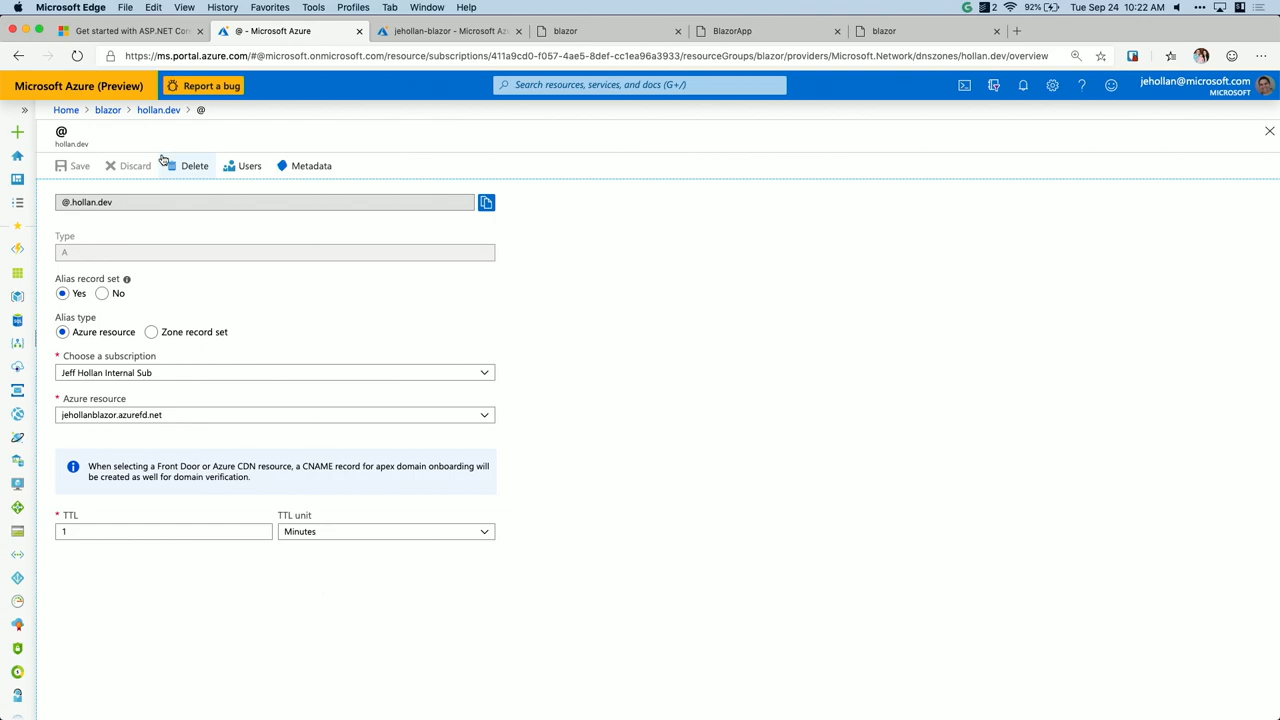 Microsoft Edge File Edit View History Favorites Tools Profiles Tab Window Help 2 92% Tue Sep 24 10:22 AM
Get started with ASP.NET Cor @ - Microsoft Azure jehollan-blazor - Microsoft Az blazor BlazorApp blazor
https://ms.portal.azure.com/#@microsoft.onmicrosoft.com/resource/subscriptions/411a9cd0-f057-4ae5-8def-cc1ea96a3933/resourceGroups/blazor/providers/Microsoft.Network/dnszones/hollan.dev/overview
Microsoft Azure (Preview) Report a bug Search resources, services, and docs (G+/) jehollan@microsoft.com
MICROSOFT
Home > blazor > hollan.dev > @
@
hollan.dev
Save Discard Delete Users Metadata
@.hollan.dev
Type
A
Alias record set
Yes No
Alias type
Azure resource Zone record set
* Choose a subscription
Jeff Hollan Internal Sub
* Azure resource
jehollanblazor.azurefd.net
When selecting a Front Door or Azure CDN resource, a CNAME record for apex domain onboarding will
be created as well for domain verification.
* TTL TTL unit
1 Minutes